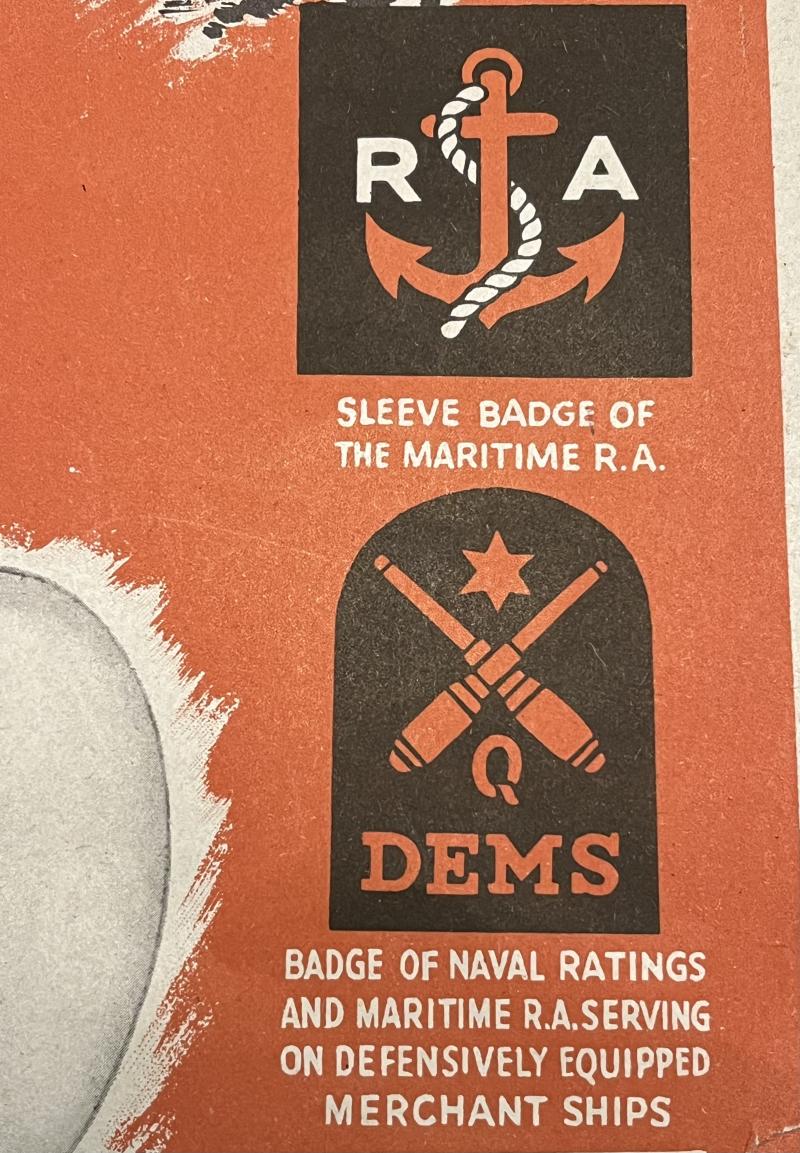 R A
SLEEVE BADGE OF
THE MARITIME R.A.
Q
DEMS
BADGE OF NAVAL RATINGS
AND MARITIME R.A. SERVING
ON DEFENSIVELY EQUIPPED
MERCHANT SHIPS